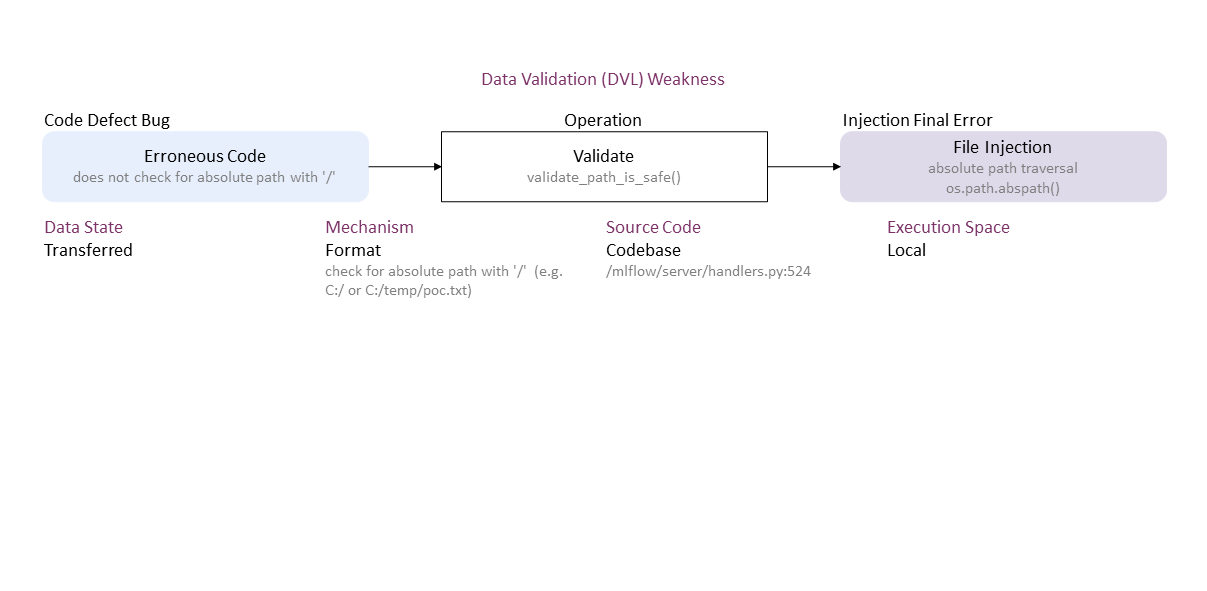 Data Validation (DVL) Weakness
Code Defect Bug
Operation
Injection Final Error
Erroneous Code
does not check for absolute path with '/'
Validate
validate_path_is_safe()
File Injection
absolute path traversal
os.path.abspath()
Data State
Transferred
Mechanism
Format
check for absolute path with '/'  (e.g.
C:/ or C:/temp/poc.txt)
Source Code
Codebase
/mlflow/server/handlers.py:524
Execution Space
Local